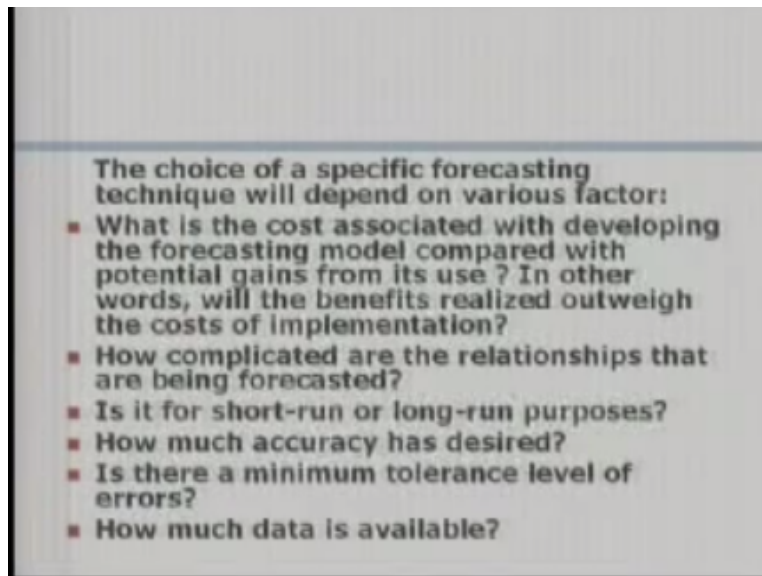 The choice of a specific forecasting
technique will depend on various factor:
▪ What is the cost associated with developing
the forecasting model compared with
potential gains from its use ? In other
words, will the benefits realized outweigh
the costs of implementation?
▪ How complicated are the relationships that
are being forecasted?
▪ Is it for short-run or long-run purposes?
▪ How much accuracy has desired?
▪ Is there a minimum tolerance level of
errors?
▪ How much data is available?